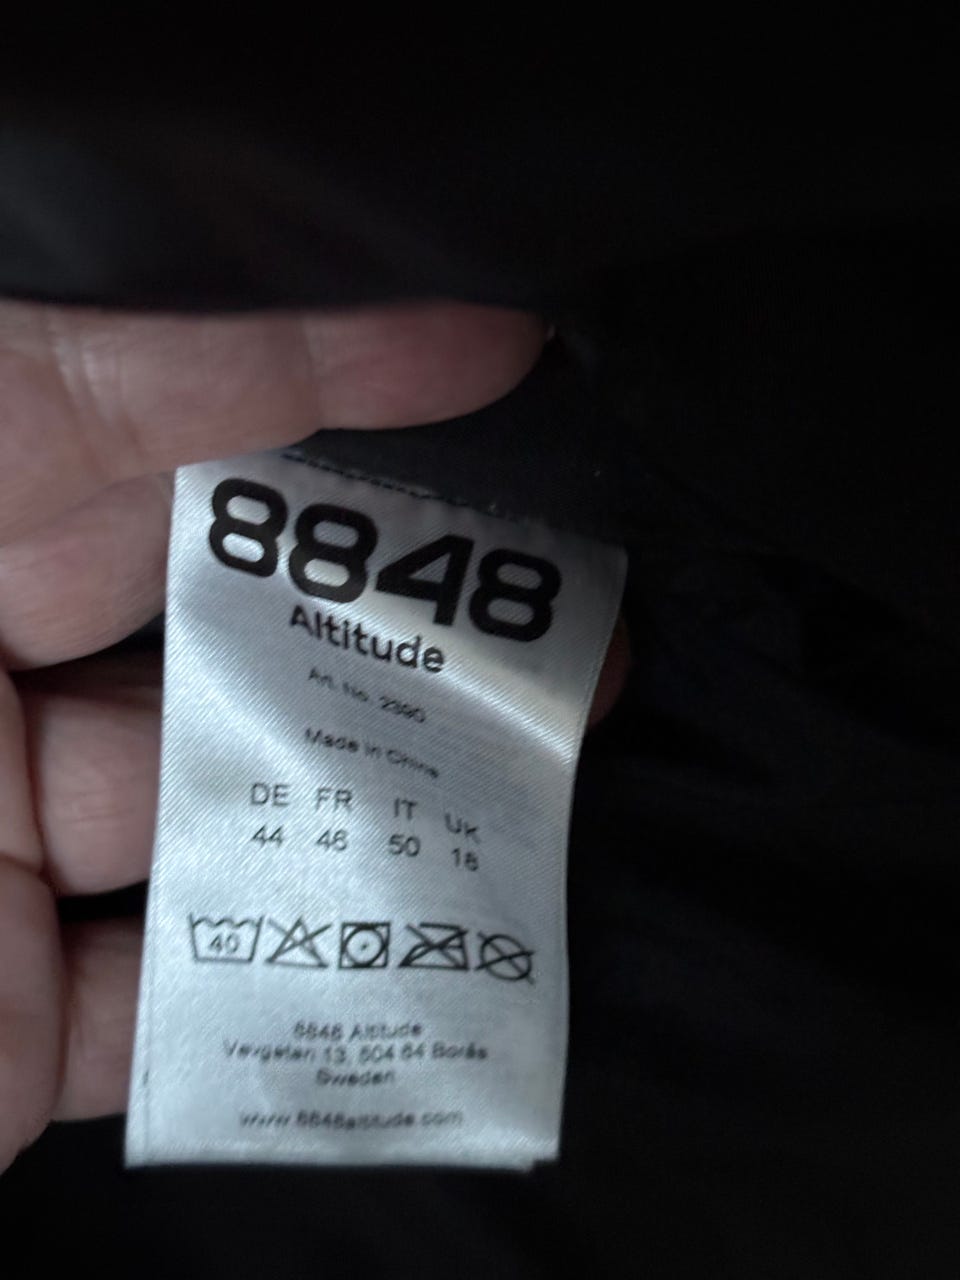 8848
Altitude
Art. No. 2390
Made in China
DE FR IT UK
44 46 50 18
40
8848 Altitude
Vevgatan 13, 504 64 Borås
Sweden
www.8848altitude.com